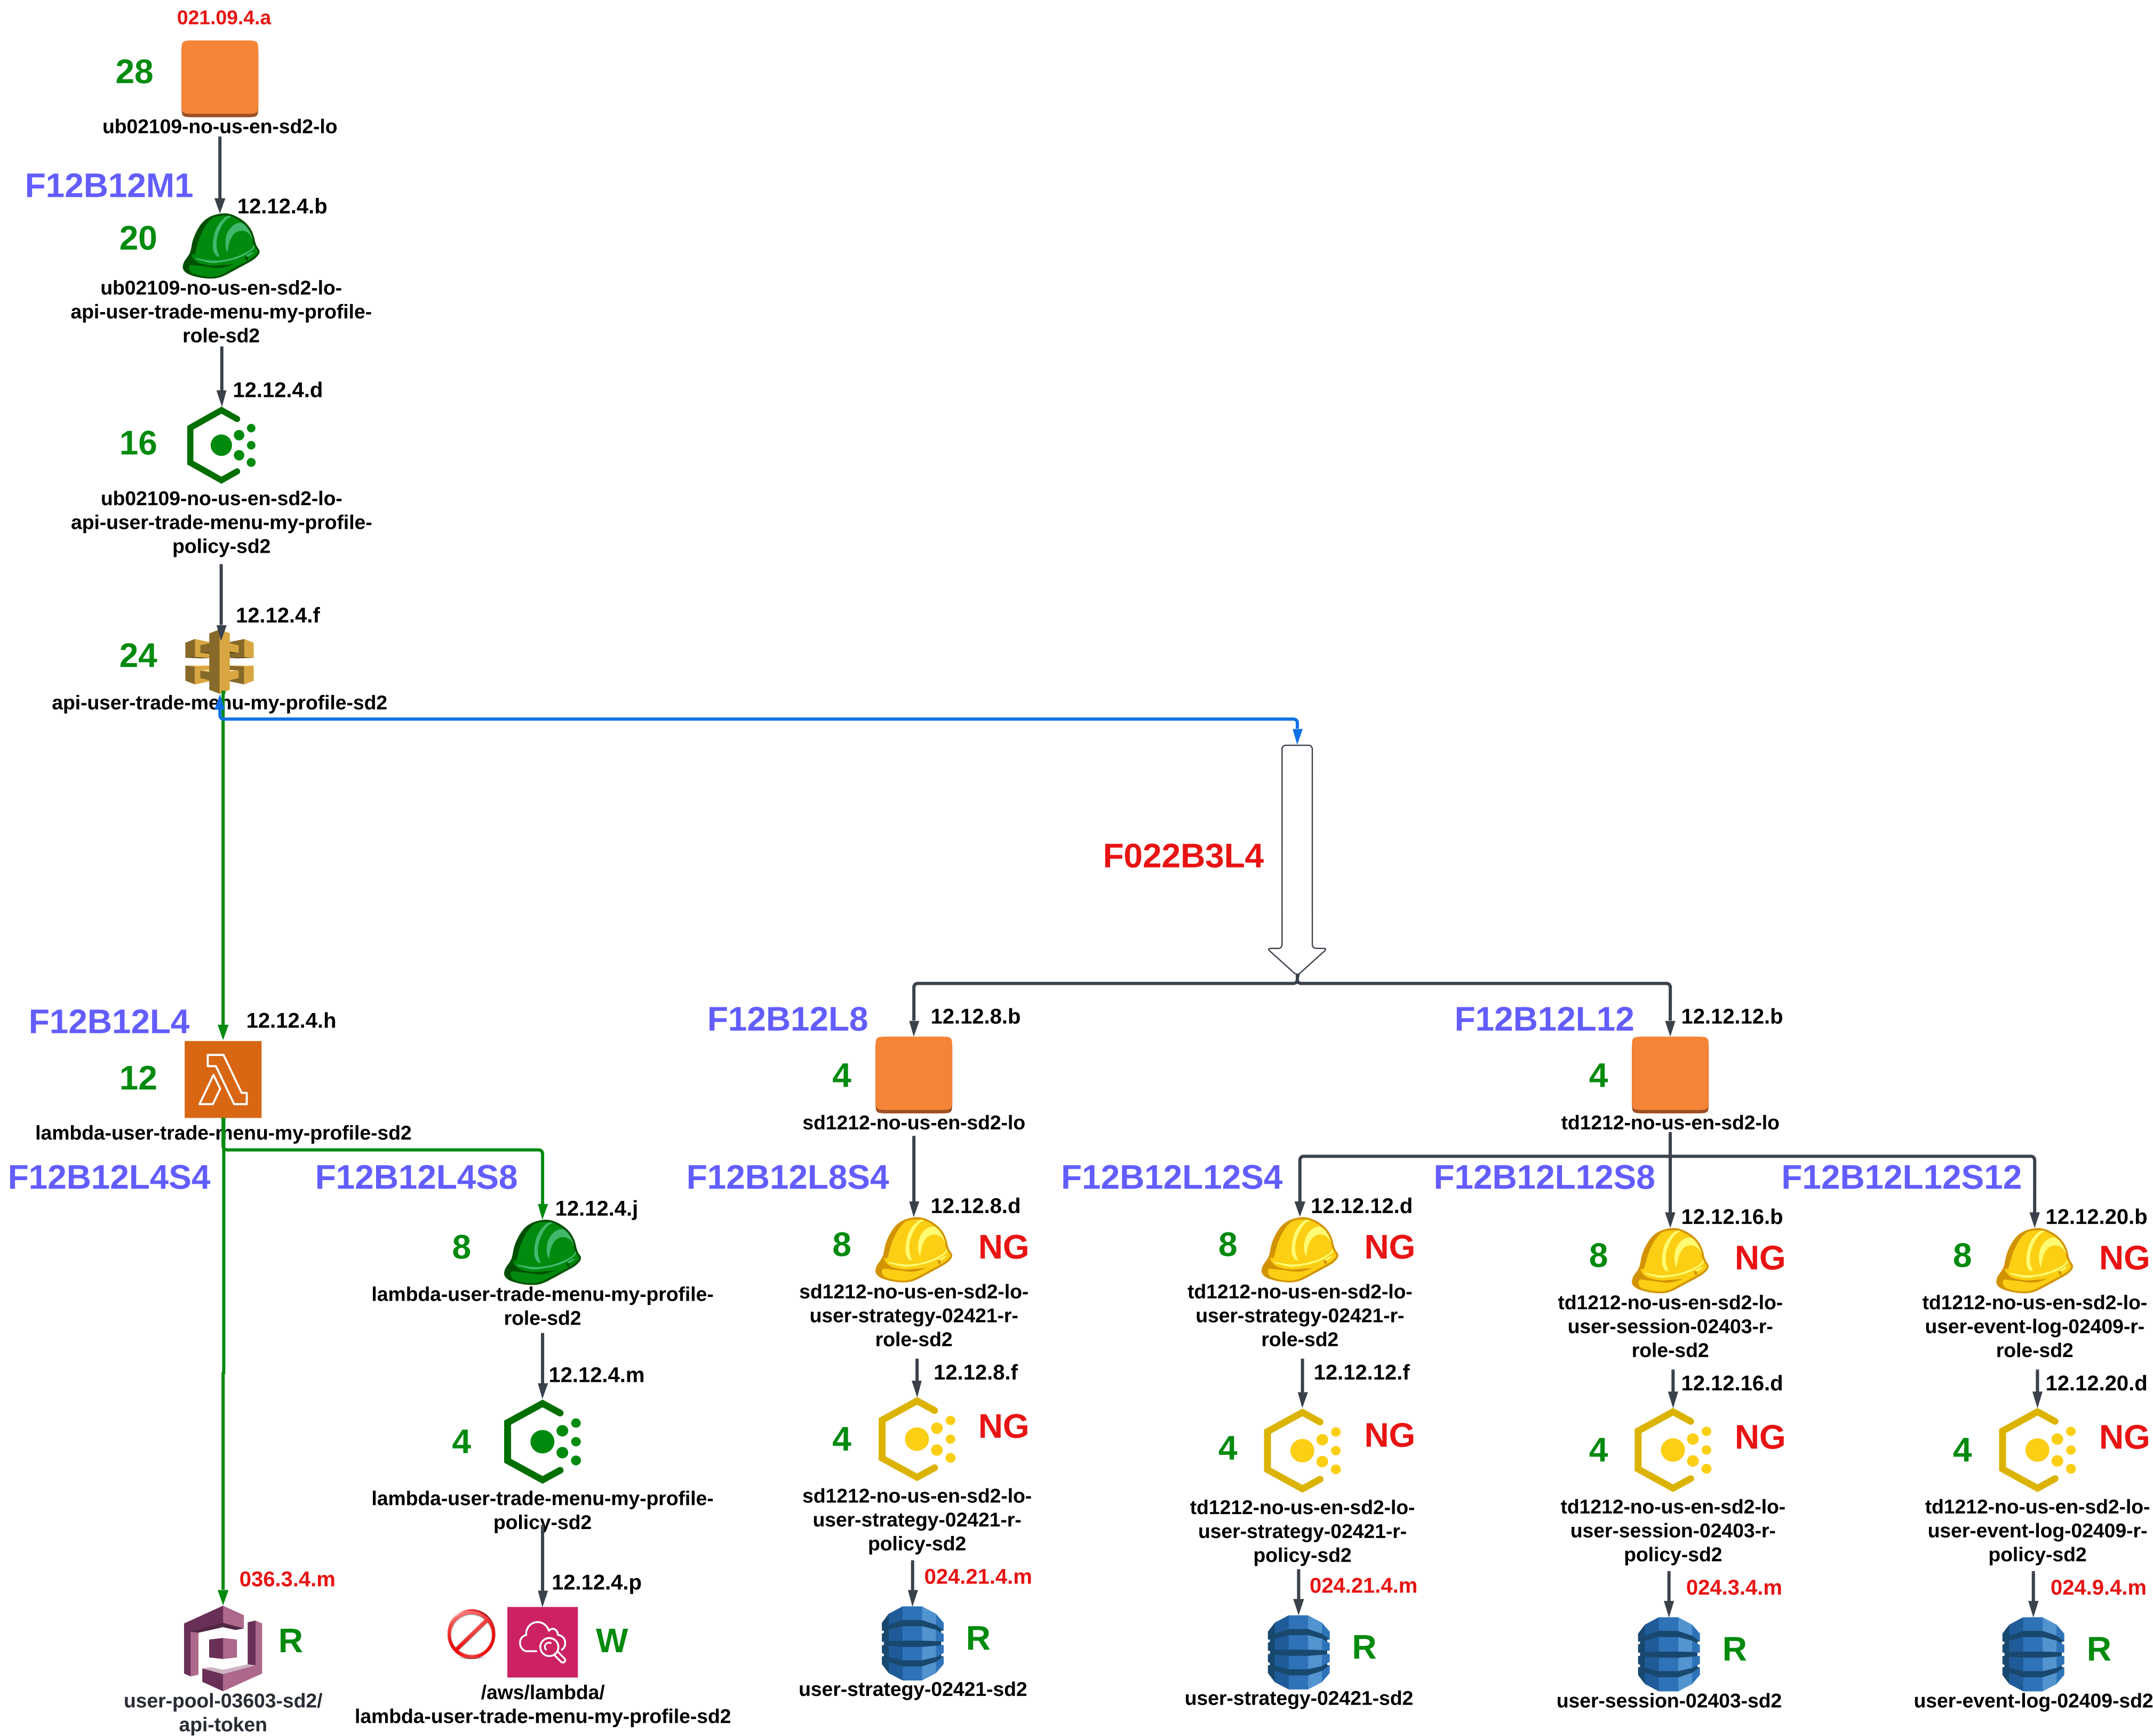 021.09.4.a
28
ub02109-no-us-en-sd2-lo
F12B12M1
12.12.4.b
20
ub02109-no-us-en-sd2-lo-
api-user-trade-menu-my-profile-
role-sd2
12.12.4.d
16
ub02109-no-us-en-sd2-lo-
api-user-trade-menu-my-profile-
policy-sd2
12.12.4.f
24
api-user-trade-menu-my-profile-sd2
F022B3L4
F12B12L4
12.12.4.h
12
lambda-user-trade-menu-my-profile-sd2
F12B12L8
12.12.8.b
4
sd1212-no-us-en-sd2-lo
F12B12L12
12.12.12.b
4
td1212-no-us-en-sd2-lo
F12B12L4S4
036.3.4.m
R
user-pool-03603-sd2/
api-token
F12B12L4S8
12.12.4.j
8
lambda-user-trade-menu-my-profile-
role-sd2
12.12.4.m
4
lambda-user-trade-menu-my-profile-
policy-sd2
12.12.4.p
W
/aws/lambda/
lambda-user-trade-menu-my-profile-sd2
F12B12L8S4
12.12.8.d
8
NG
sd1212-no-us-en-sd2-lo-
user-strategy-02421-r-
role-sd2
12.12.8.f
4
NG
sd1212-no-us-en-sd2-lo-
user-strategy-02421-r-
policy-sd2
024.21.4.m
R
user-strategy-02421-sd2
F12B12L12S4
12.12.12.d
8
NG
td1212-no-us-en-sd2-lo-
user-strategy-02421-r-
role-sd2
12.12.12.f
4
NG
td1212-no-us-en-sd2-lo-
user-strategy-02421-r-
policy-sd2
024.21.4.m
R
user-strategy-02421-sd2
F12B12L12S8
12.12.16.b
8
NG
td1212-no-us-en-sd2-lo-
user-session-02403-r-
role-sd2
12.12.16.d
4
NG
td1212-no-us-en-sd2-lo-
user-session-02403-r-
policy-sd2
024.3.4.m
R
user-session-02403-sd2
F12B12L12S12
12.12.20.b
8
NG
td1212-no-us-en-sd2-lo-
user-event-log-02409-r-
role-sd2
12.12.20.d
4
NG
td1212-no-us-en-sd2-lo-
user-event-log-02409-r-
policy-sd2
024.9.4.m
R
user-event-log-02409-sd2